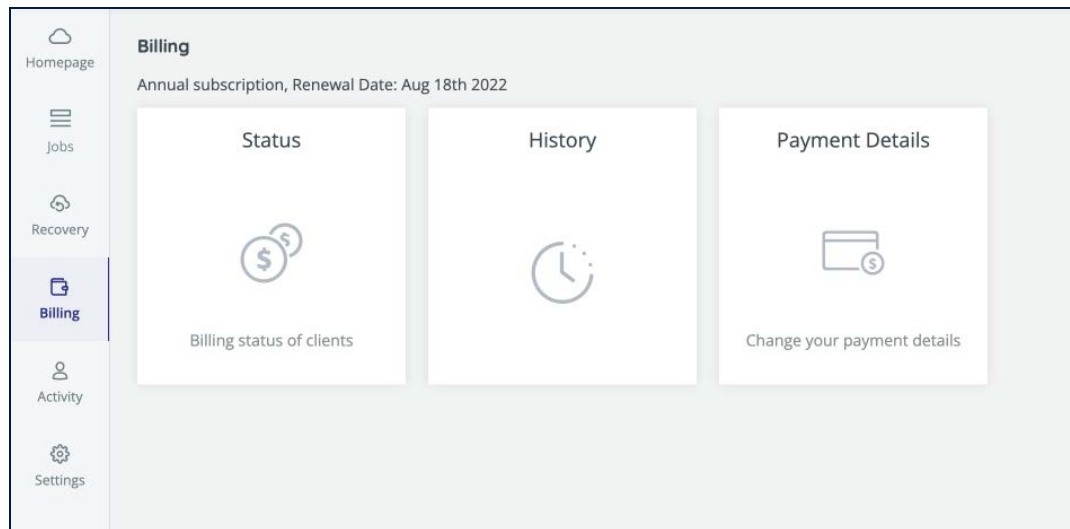 Homepage
Jobs
Recovery
Billing
Activity
Settings
Billing
Annual subscription, Renewal Date: Aug 18th 2022
Status
$
$
Billing status of clients
History
Payment Details
$
Change your payment details